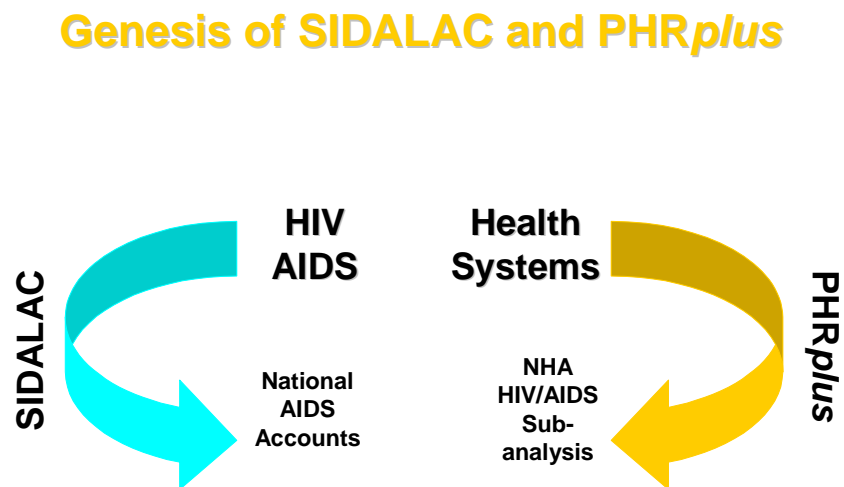 Genesis of SIDALAC and PHRplus
HIV
AIDS
Health
Systems
SIDALAC
PHRplus
National
AIDS
Accounts
NHA
HIV/AIDS
Sub-
analysis